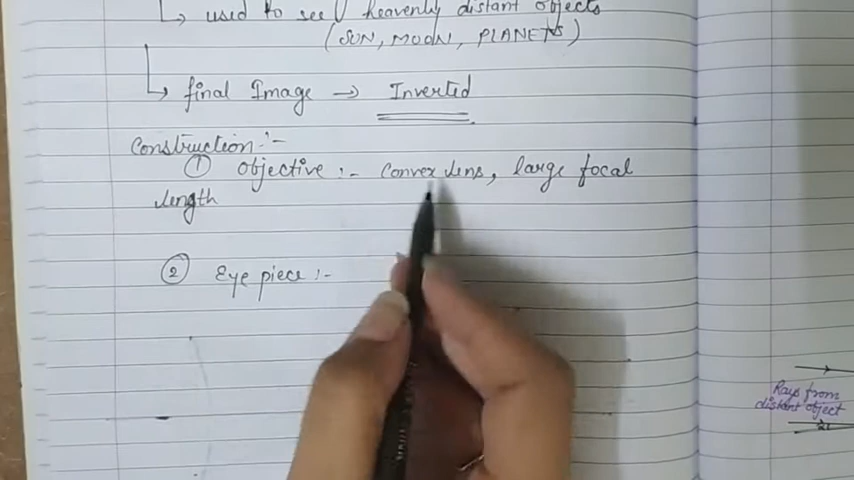 ↳ used to see heavenly distant objects
(SUN, MOON, PLANETS)
↳ final Image → Inverted
Construction :-
① objective :- Convex lens, large focal
length
② Eye piece :-
Rays from
distant object